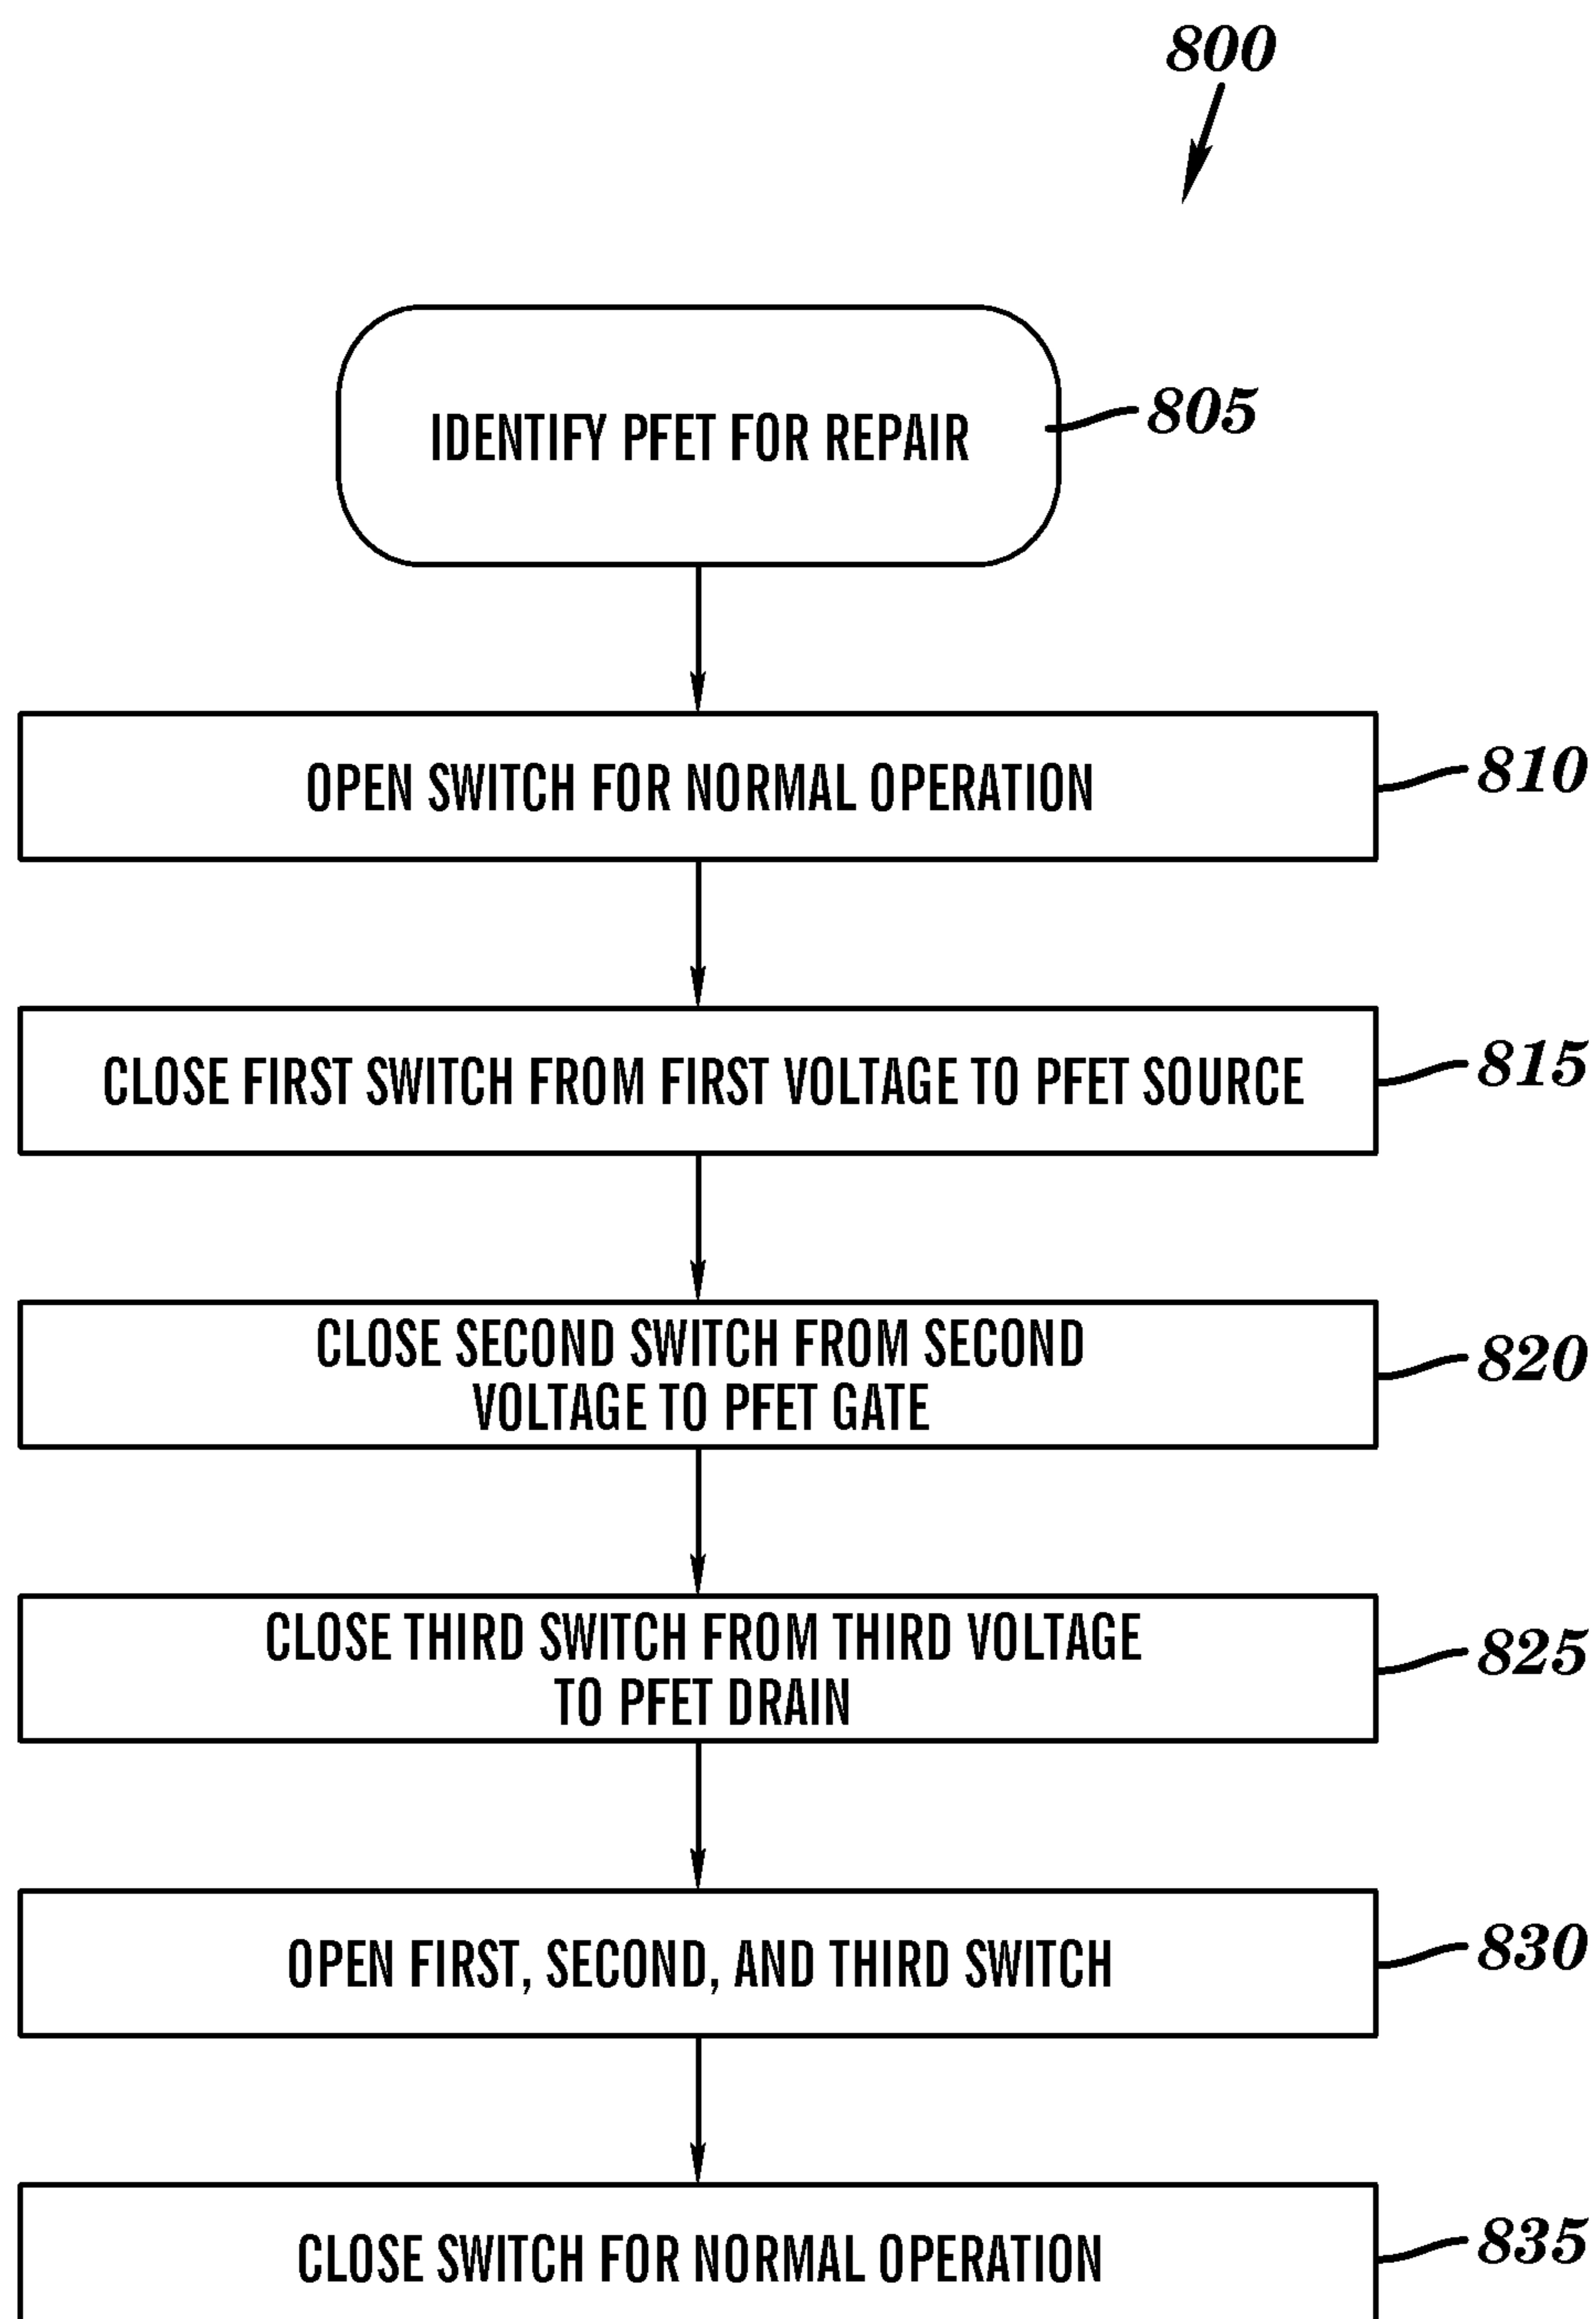 800
IDENTIFY PFET FOR REPAIR
805
OPEN SWITCH FOR NORMAL OPERATION
810
CLOSE FIRST SWITCH FROM FIRST VOLTAGE TO PFET SOURCE
815
CLOSE SECOND SWITCH FROM SECOND
VOLTAGE TO PFET GATE
820
CLOSE THIRD SWITCH FROM THIRD VOLTAGE
TO PFET DRAIN
825
OPEN FIRST, SECOND, AND THIRD SWITCH
830
CLOSE SWITCH FOR NORMAL OPERATION
835